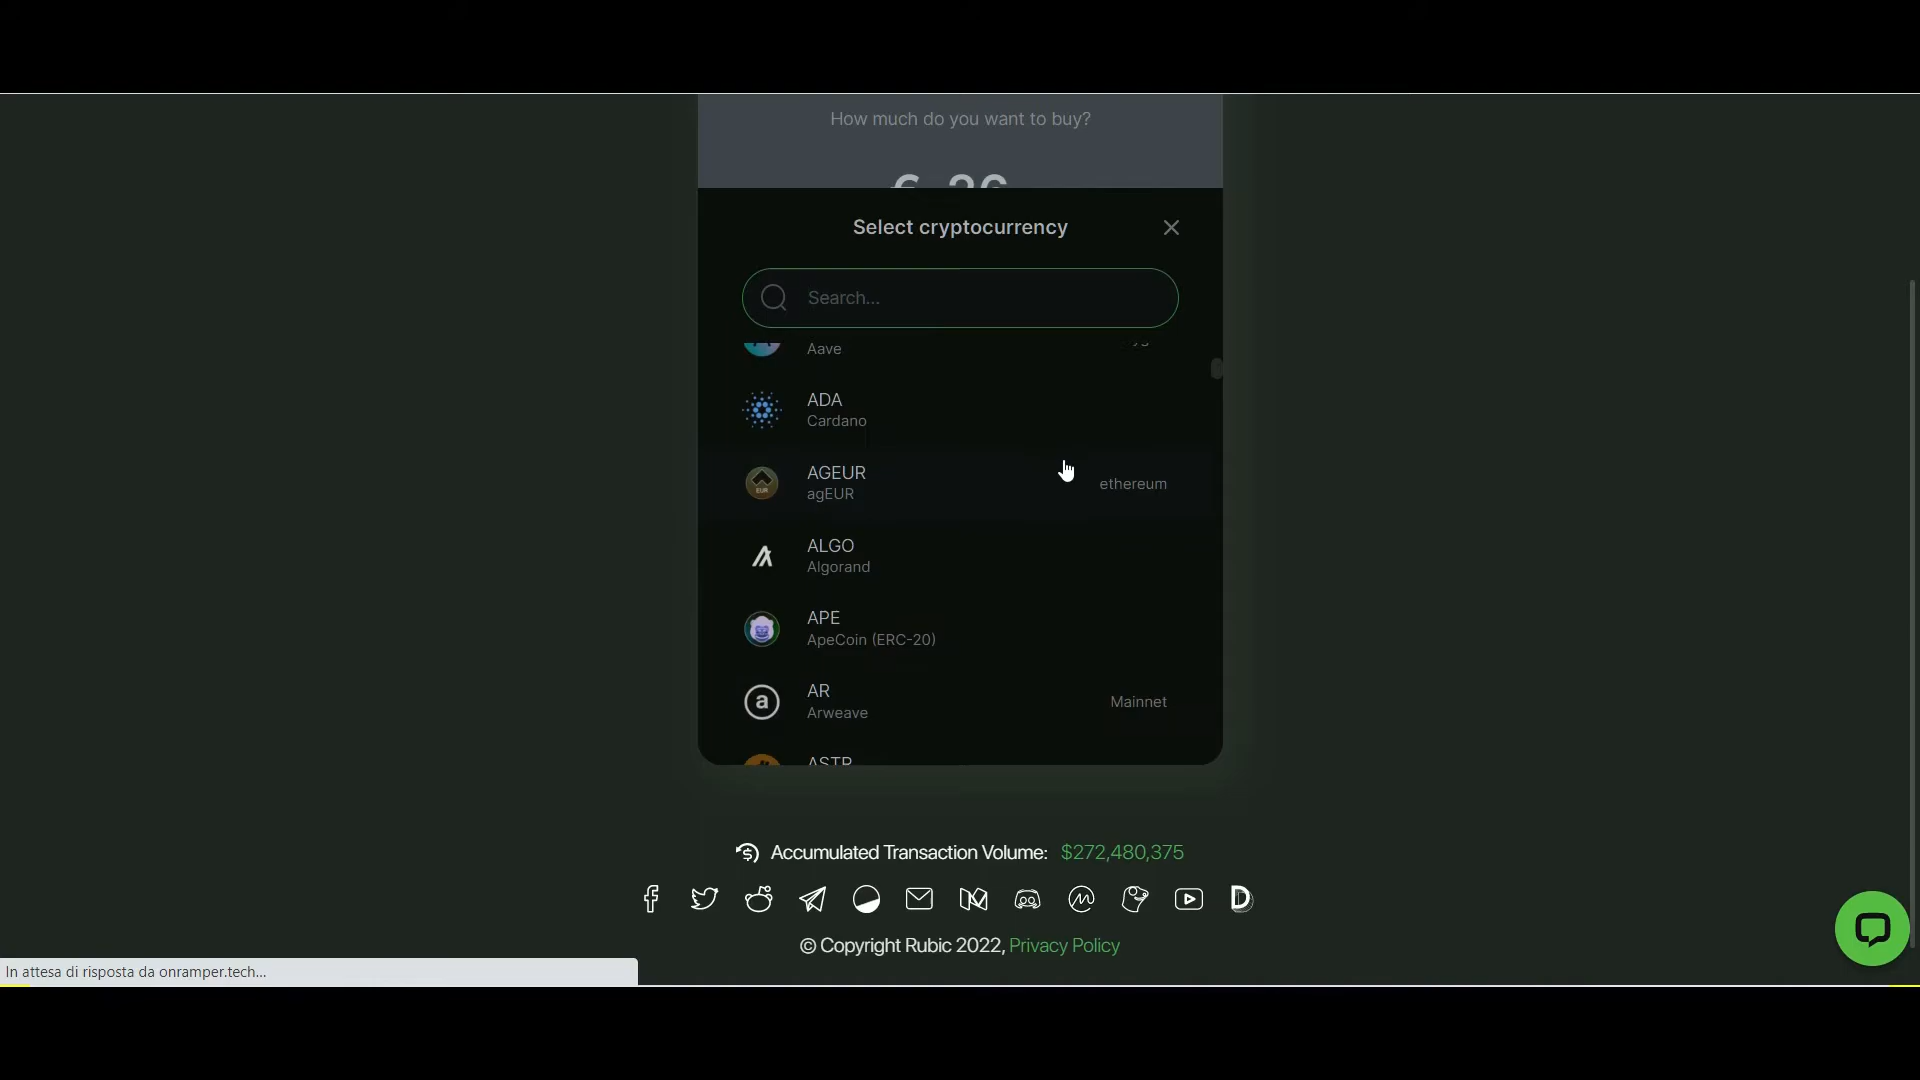 How much do you want to buy?
Select cryptocurrency
Search...
Aave
ADA
Cardano
AGEUR
agEUR
ethereum
ALGO
Algorand
APE
ApeCoin (ERC-20)
AR
Arweave
Mainnet
ASTR
Accumulated Transaction Volume: $272,480,375
© Copyright Rubic 2022, Privacy Policy
In attesa di risposta da onramper.tech...